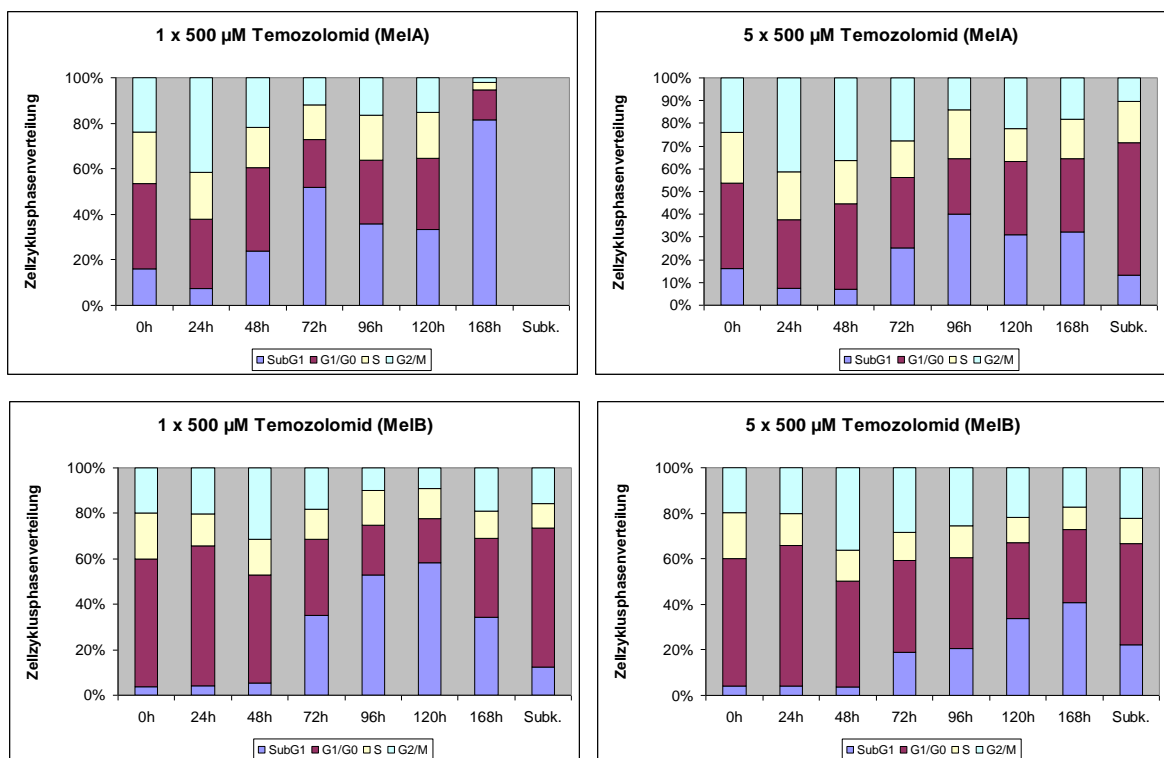 1 x 500 µM Temozolomid (MelA)
Zellzyklusphasenverteilung
100%
80%
60%
40%
20%
0%
0h 24h 48h 72h 96h 120h 168h Subk.
SubG1 G1/G0 S G2/M
5 x 500 µM Temozolomid (MelA)
Zellzyklusphasenverteilung
100%
90%
80%
70%
60%
50%
40%
30%
20%
10%
0%
0h 24h 48h 72h 96h 120h 168h Subk.
SubG1 G1/G0 S G2/M
1 x 500 µM Temozolomid (MelB)
Zellzyklusphasenverteilung
100%
80%
60%
40%
20%
0%
0h 24h 48h 72h 96h 120h 168h Subk.
SubG1 G1/G0 S G2/M
5 x 500 µM Temozolomid (MelB)
Zellzyklusphasenverteilung
100%
80%
60%
40%
20%
0%
0h 24h 48h 72h 96h 120h 168h Subk.
SubG1 G1/G0 S G2/M